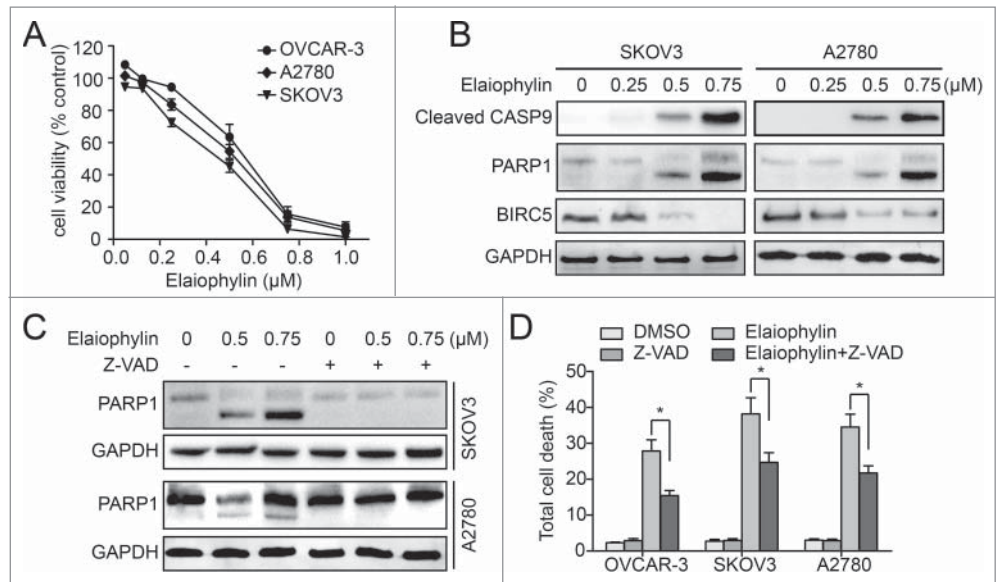 A
OVCAR-3
A2780
SKOV3
cell viability (% control)
120
100
80
60
40
20
0
0.0 0.2 0.4 0.6 0.8 1.0
Elaiophylin (µM)
B
SKOV3 A2780
Elaiophylin 0 0.25 0.5 0.75 0 0.25 0.5 0.75 (µM)
Cleaved CASP9
PARP1
BIRC5
GAPDH
C
Elaiophylin 0 0.5 0.75 0 0.5 0.75 (µM)
Z-VAD - - - + + +
PARP1
GAPDH
SKOV3
PARP1
GAPDH
A2780
D
DMSO Elaiophylin
Z-VAD Elaiophylin+Z-VAD
Total cell death (%)
50
40
30
20
10
0
* * *
OVCAR-3 SKOV3 A2780